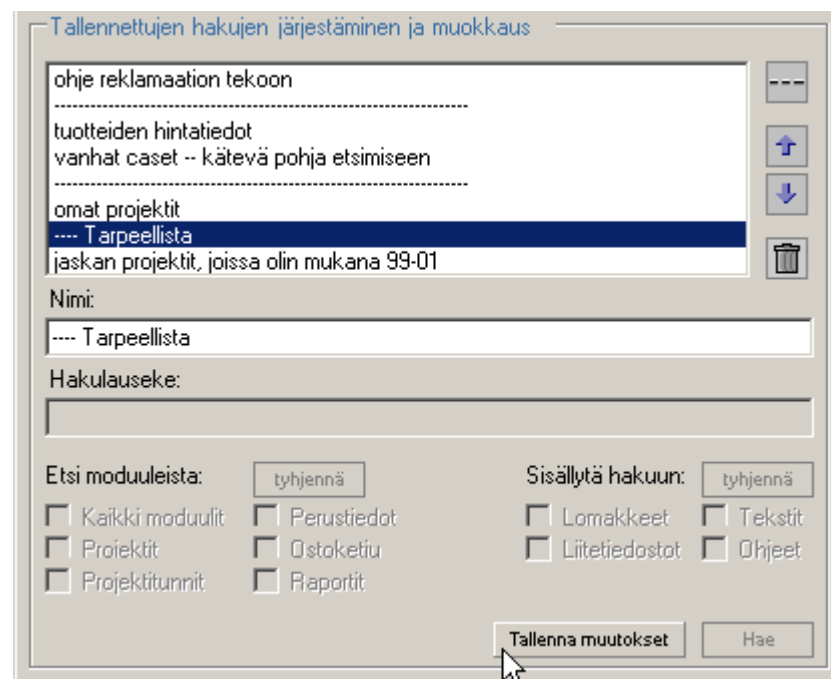 Tallennettujen hakujen järjestäminen ja muokkaus
ohje reklamaation tekoon
---------------------------------------------------------------------
---
tuotteiden hintatiedot
vanhat caset -- kätevä pohja etsimiseen
---------------------------------------------------------------------
omat projektit
---- Tarpeellista
jaskan projektit, joissa olin mukana 99-01
Nimi:
---- Tarpeellista
Hakulauseke:
Etsi moduuleista: tyhjennä Sisällytä hakuun: tyhjennä
Kaikki moduulit Perustiedot Lomakkeet Tekstit
Projektit Ostoketju Liitetiedostot Ohjeet
Projektitunnit Raportit
Tallenna muutokset Hae